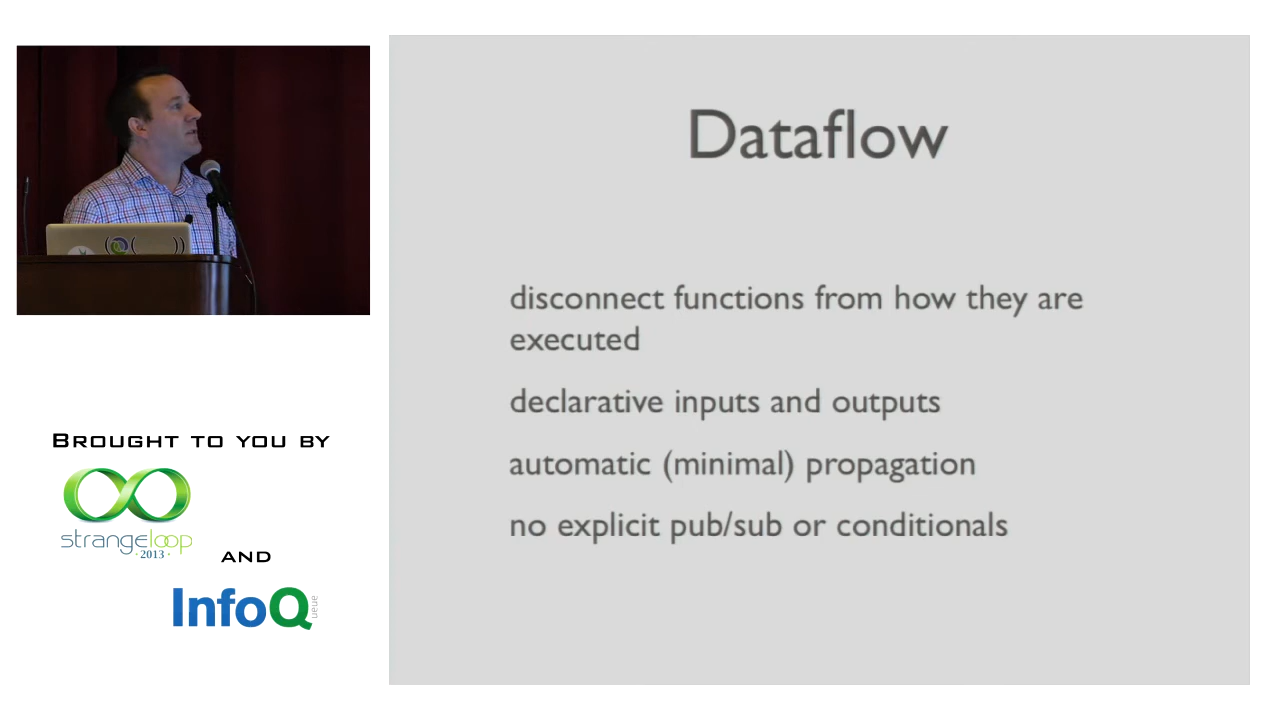 Dataflow
disconnect functions from how they are
executed
declarative inputs and outputs
automatic (minimal) propagation
no explicit pub/sub or conditionals
BROUGHT TO YOU BY
strangeloop
· 2013 ·
AND
InfoQ